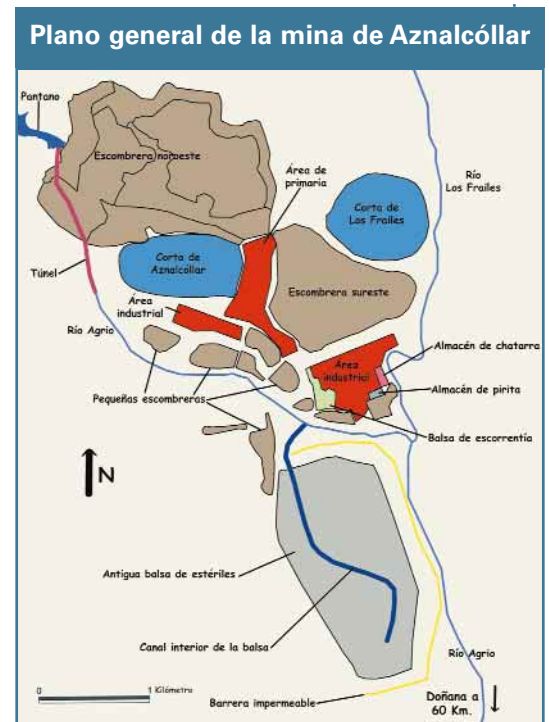 Plano general de la mina de Aznalcóllar
Pantano
Escombrera noroeste
Área de
primaria
Río
Los Frailes
Corta de
Los Frailes
Corta de
Aznalcóllar
Túnel
Escombrera sureste
Área
industrial
Río Agrio
Almacén de chatarra
Área
industrial
Almacén de pirita
Pequeñas escombreras
Balsa de escorrentía
N
Antigua balsa de estériles
Canal interior de la balsa
Río Agrio
0
1 Kilómetro
Barrera impermeable
Doñana a
60 Km.